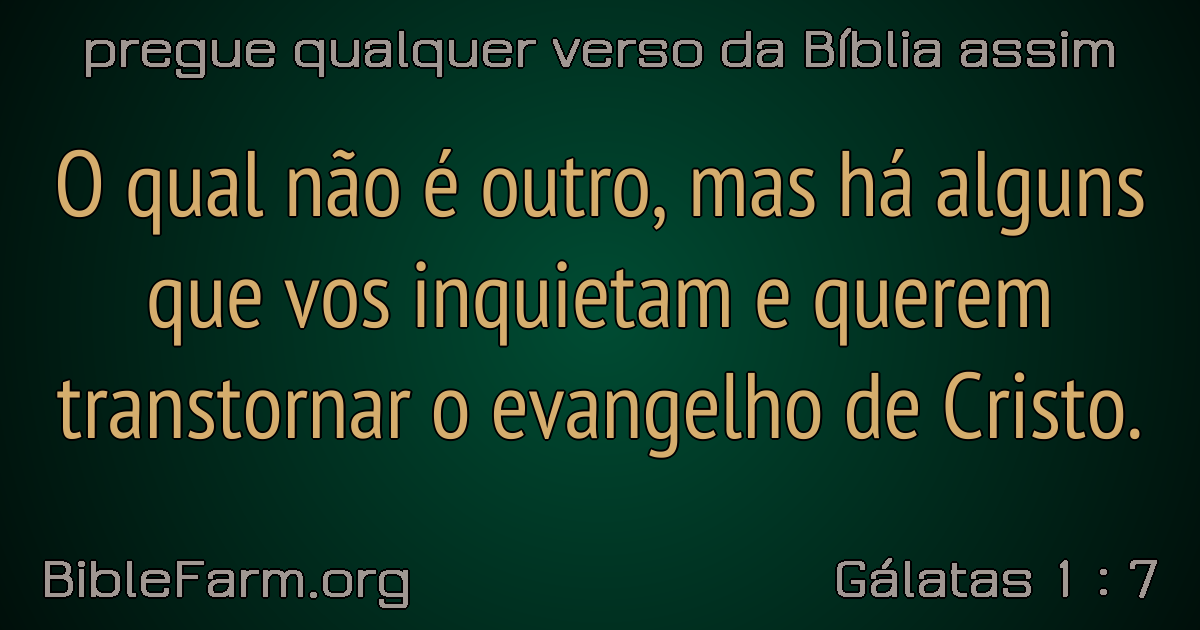 pregue qualquer verso da Bíblia assim
O qual não é outro, mas há alguns
que vos inquietam e querem
transtornar o evangelho de Cristo.
BibleFarm.org
Gálatas 1 : 7